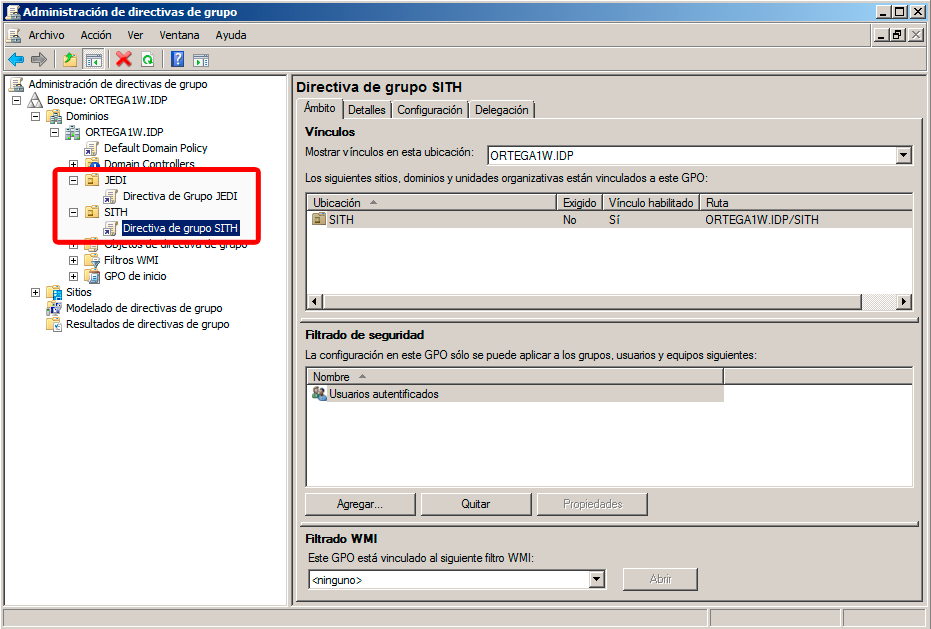 Administración de directivas de grupo
Archivo Acción Ver Ventana Ayuda
Administración de directivas de grupo
Bosque: ORTEGA1W.IDP
Dominios
ORTEGA1W.IDP
Default Domain Policy
Domain Controllers
JEDI
Directiva de Grupo JEDI
SITH
Directiva de grupo SITH
Objetos de directiva de grupo
Filtros WMI
GPO de inicio
Sitios
Modelado de directivas de grupo
Resultados de directivas de grupo
Directiva de grupo SITH
Ámbito Detalles Configuración Delegación
Vínculos
Mostrar vínculos en esta ubicación: ORTEGA1W.IDP
Los siguientes sitios, dominios y unidades organizativas están vinculados a este GPO:
Ubicación Exigido Vínculo habilitado Ruta
SITH No Sí ORTEGA1W.IDP/SITH
Filtrado de seguridad
La configuración en este GPO sólo se puede aplicar a los grupos, usuarios y equipos siguientes:
Nombre
Usuarios autentificados
Agregar... Quitar Propiedades
Filtrado WMI
Este GPO está vinculado al siguiente filtro WMI:
<ninguno> Abrir